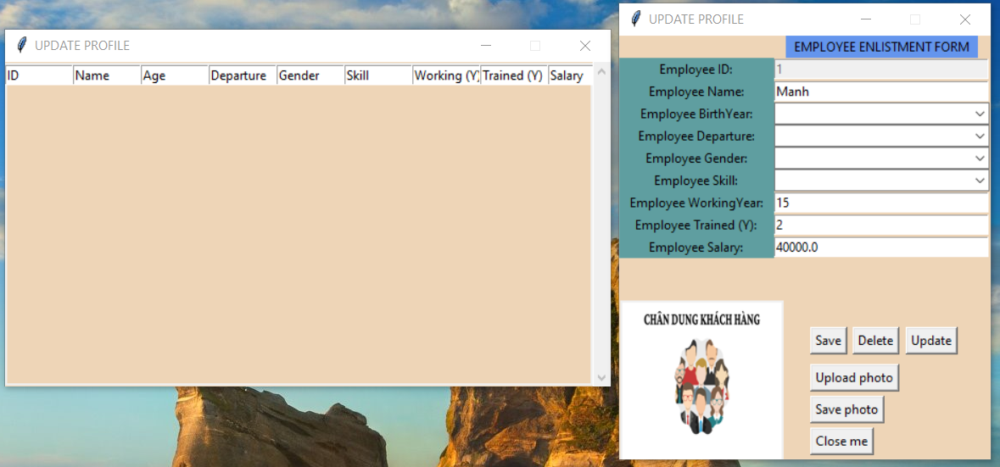 UPDATE PROFILE
ID Name Age Departure Gender Skill Working (Y) Trained (Y) Salary
UPDATE PROFILE
EMPLOYEE ENLISTMENT FORM
Employee ID: 1
Employee Name: Manh
Employee BirthYear:
Employee Departure:
Employee Gender:
Employee Skill:
Employee WorkingYear: 15
Employee Trained (Y): 2
Employee Salary: 40000.0
CHÂN DUNG KHÁCH HÀNG
Save Delete Update
Upload photo
Save photo
Close me